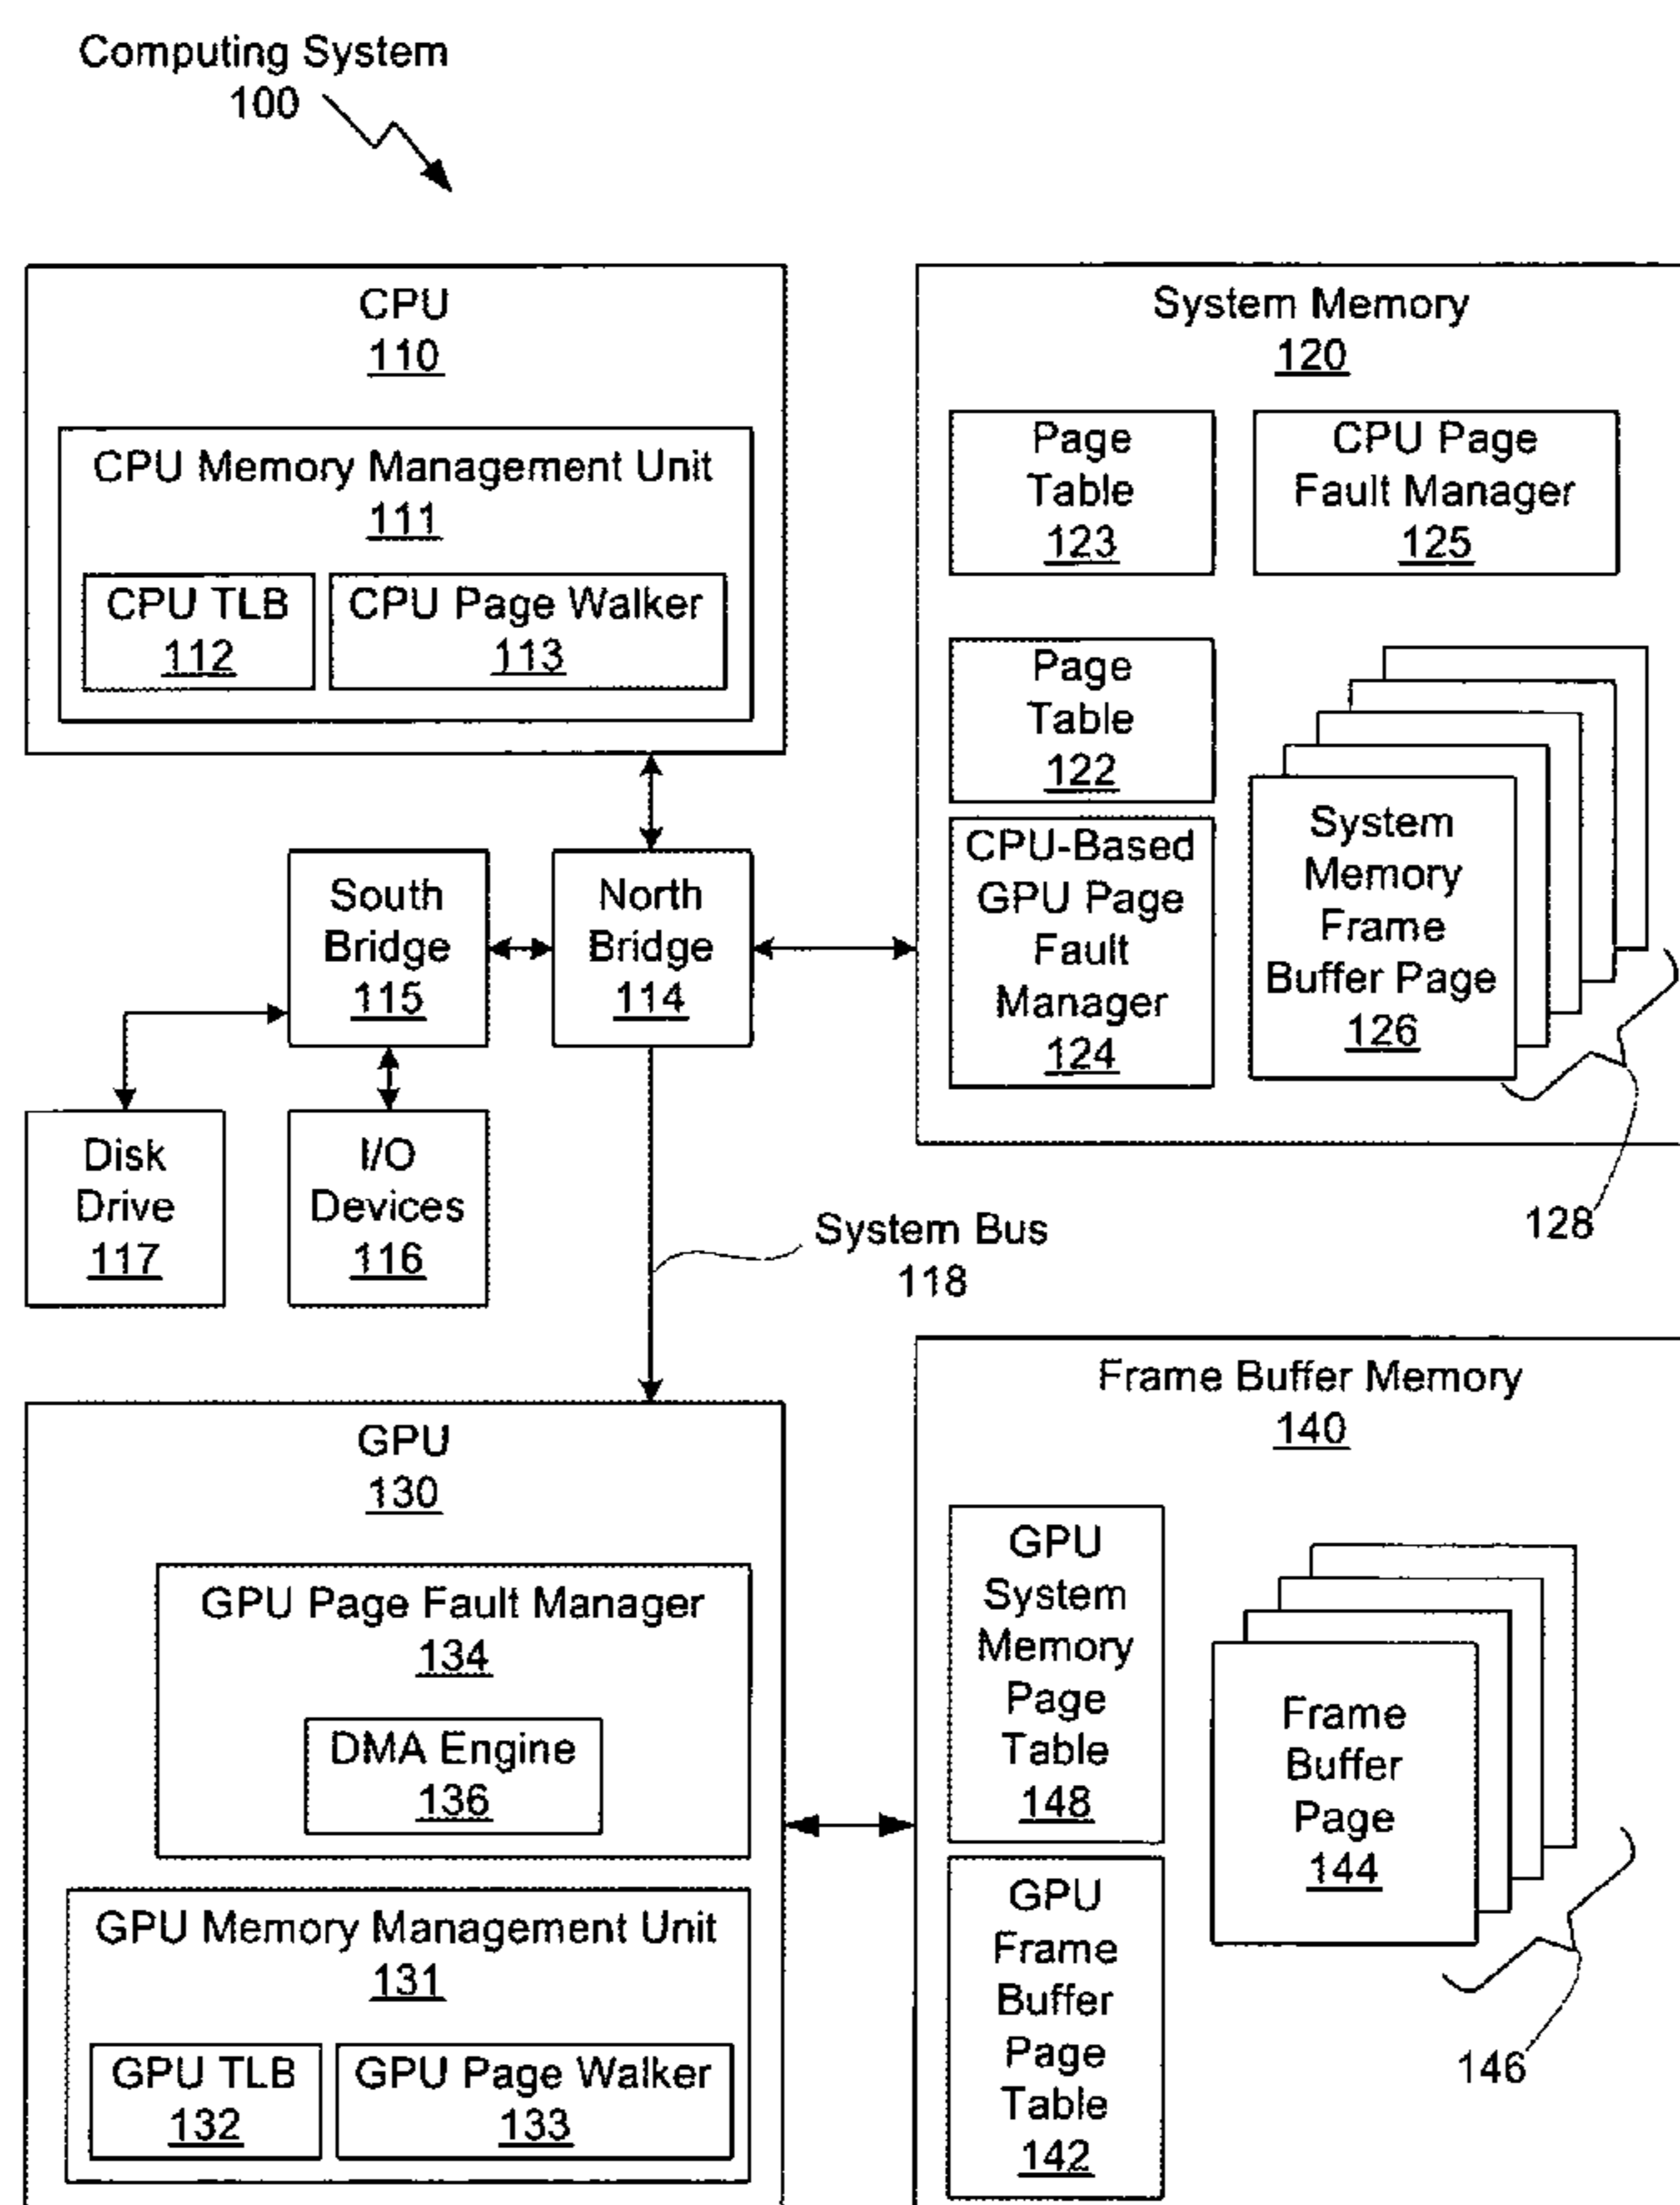 Computing System
100
CPU
110
CPU Memory Management Unit
111
CPU TLB
112
CPU Page Walker
113
System Memory
120
Page
Table
123
CPU Page
Fault Manager
125
Page
Table
122
CPU-Based
GPU Page
Fault
Manager
124
System
Memory
Frame
Buffer Page
126
128
South
Bridge
115
North
Bridge
114
Disk
Drive
117
I/O
Devices
116
System Bus
118
GPU
130
GPU Page Fault Manager
134
DMA Engine
136
GPU Memory Management Unit
131
GPU TLB
132
GPU Page Walker
133
Frame Buffer Memory
140
GPU
System
Memory
Page
Table
148
Frame
Buffer
Page
144
146
GPU
Frame
Buffer
Page
Table
142